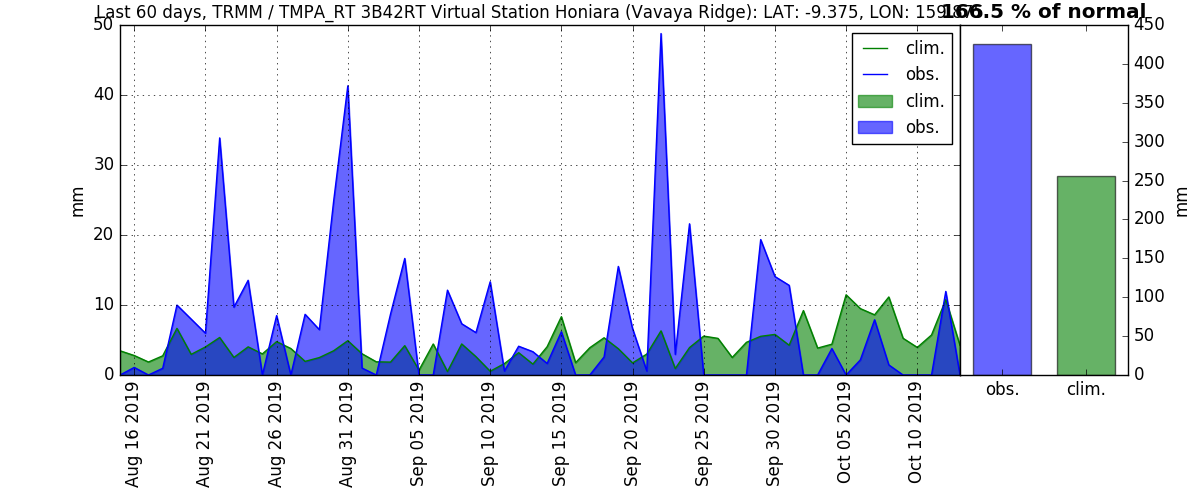 Last 60 days, TRMM / TMPA_RT 3B42RT Virtual Station Honiara (Vavaya Ridge): LAT: -9.375, LON:
166.5 % of normal
50
40
30
20
10
0
mm
clim.
obs.
clim.
obs.
450
400
350
300
250
200
150
100
50
0
mm
obs.
clim.
Aug 16 2019
Aug 21 2019
Aug 26 2019
Aug 31 2019
Sep 05 2019
Sep 10 2019
Sep 15 2019
Sep 20 2019
Sep 25 2019
Sep 30 2019
Oct 05 2019
Oct 10 2019